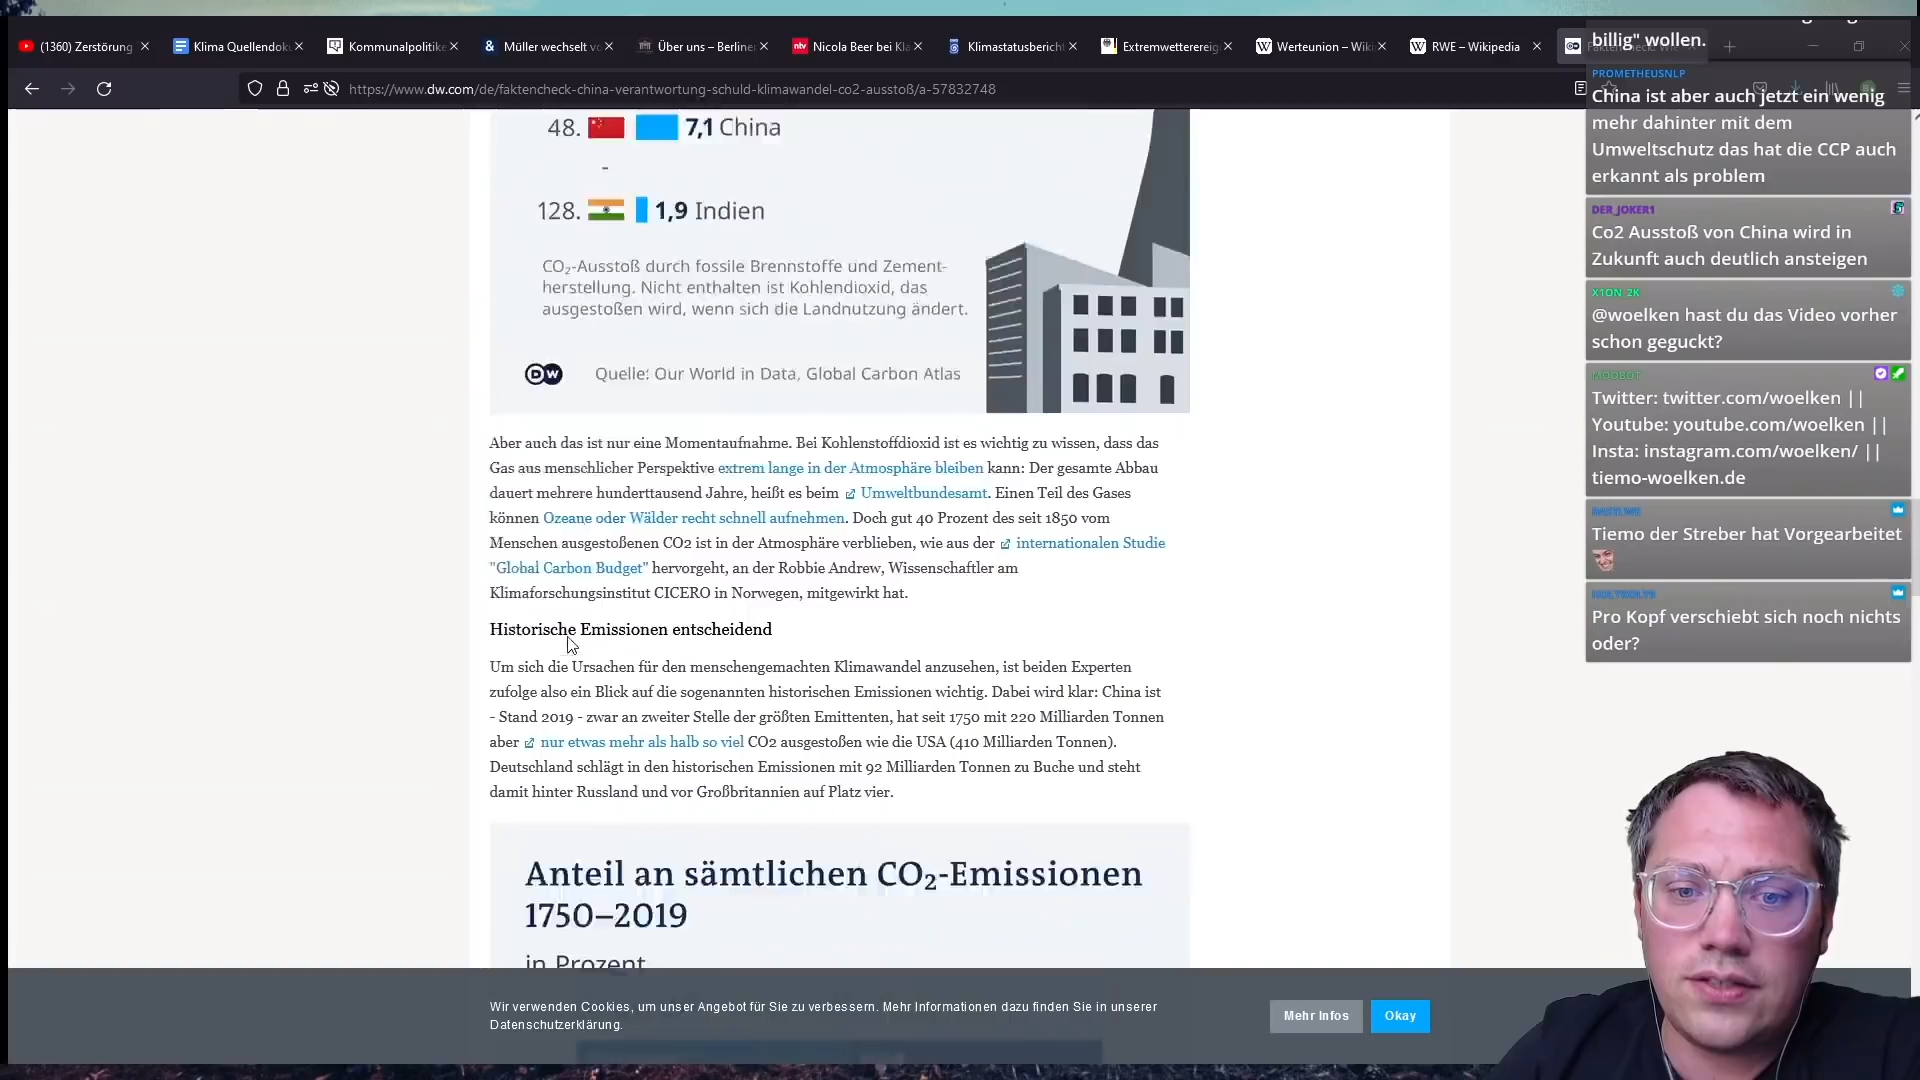 (1360) Zerstörung
Klima Quellendoku
Kommunalpolitike
Müller wechselt vo
Über uns – Berline
Nicola Beer bei Kla
Klimastatusbericht
Extremwetterereig
Werteunion – Wiki
RWE – Wikipedia
https://www.dw.com/de/faktencheck-china-verantwortung-schuld-klimawandel-co2-ausstoß/a-57832748
48. 7,1 China
-
128. 1,9 Indien
CO₂-Ausstoß durch fossile Brennstoffe und Zement-
herstellung. Nicht enthalten ist Kohlendioxid, das
ausgestoßen wird, wenn sich die Landnutzung ändert.
DW Quelle: Our World in Data, Global Carbon Atlas
Aber auch das ist nur eine Momentaufnahme. Bei Kohlenstoffdioxid ist es wichtig zu wissen, dass das
Gas aus menschlicher Perspektive extrem lange in der Atmosphäre bleiben kann: Der gesamte Abbau
dauert mehrere hunderttausend Jahre, heißt es beim Umweltbundesamt. Einen Teil des Gases
können Ozeane oder Wälder recht schnell aufnehmen. Doch gut 40 Prozent des seit 1850 vom
Menschen ausgestoßenen CO2 ist in der Atmosphäre verblieben, wie aus der internationalen Studie
"Global Carbon Budget" hervorgeht, an der Robbie Andrew, Wissenschaftler am
Klimaforschungsinstitut CICERO in Norwegen, mitgewirkt hat.
Historische Emissionen entscheidend
Um sich die Ursachen für den menschengemachten Klimawandel anzusehen, ist beiden Experten
zufolge also ein Blick auf die sogenannten historischen Emissionen wichtig. Dabei wird klar: China ist
- Stand 2019 - zwar an zweiter Stelle der größten Emittenten, hat seit 1750 mit 220 Milliarden Tonnen
aber nur etwas mehr als halb so viel CO2 ausgestoßen wie die USA (410 Milliarden Tonnen).
Deutschland schlägt in den historischen Emissionen mit 92 Milliarden Tonnen zu Buche und steht
damit hinter Russland und vor Großbritannien auf Platz vier.
Anteil an sämtlichen CO₂-Emissionen
1750–2019
in Prozent
Wir verwenden Cookies, um unser Angebot für Sie zu verbessern. Mehr Informationen dazu finden Sie in unserer
Datenschutzerklärung.
Mehr Infos
Okay
billig" wollen.
PROMETHEUSNLP
China ist aber auch jetzt ein wenig
mehr dahinter mit dem
Umweltschutz das hat die CCP auch
erkannt als problem
DER_JOKER1
Co2 Ausstoß von China wird in
Zukunft auch deutlich ansteigen
X1ON_2K
@woelken hast du das Video vorher
schon geguckt?
MOOBOT
Twitter: twitter.com/woelken ||
Youtube: youtube.com/woelken ||
Insta: instagram.com/woelken/ ||
tiemo-woelken.de
Tiemo der Streber hat Vorgearbeitet
Pro Kopf verschiebt sich noch nichts
oder?